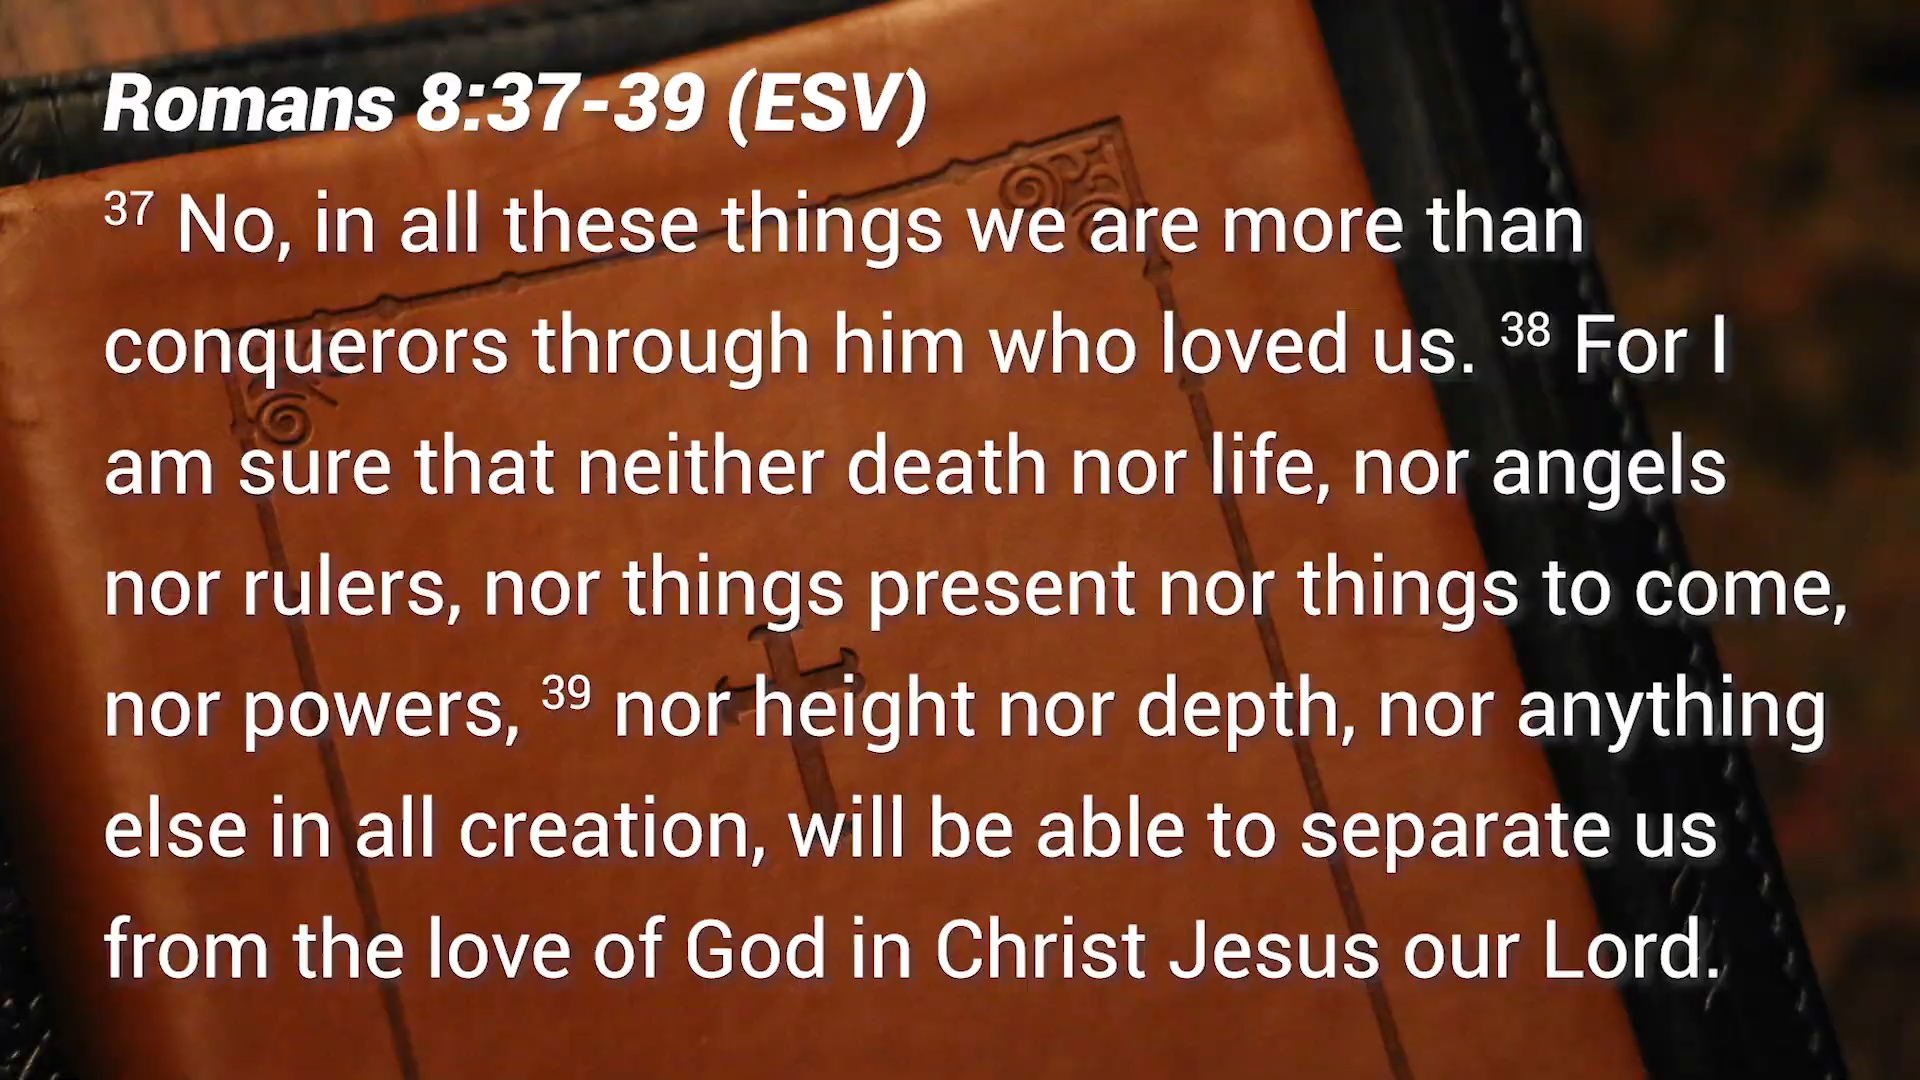 Romans 8:37-39 (ESV)
37 No, in all these things we are more than
conquerors through him who loved us. 38 For I
am sure that neither death nor life, nor angels
nor rulers, nor things present nor things to come,
nor powers, 39 nor height nor depth, nor anything
else in all creation, will be able to separate us
from the love of God in Christ Jesus our Lord.